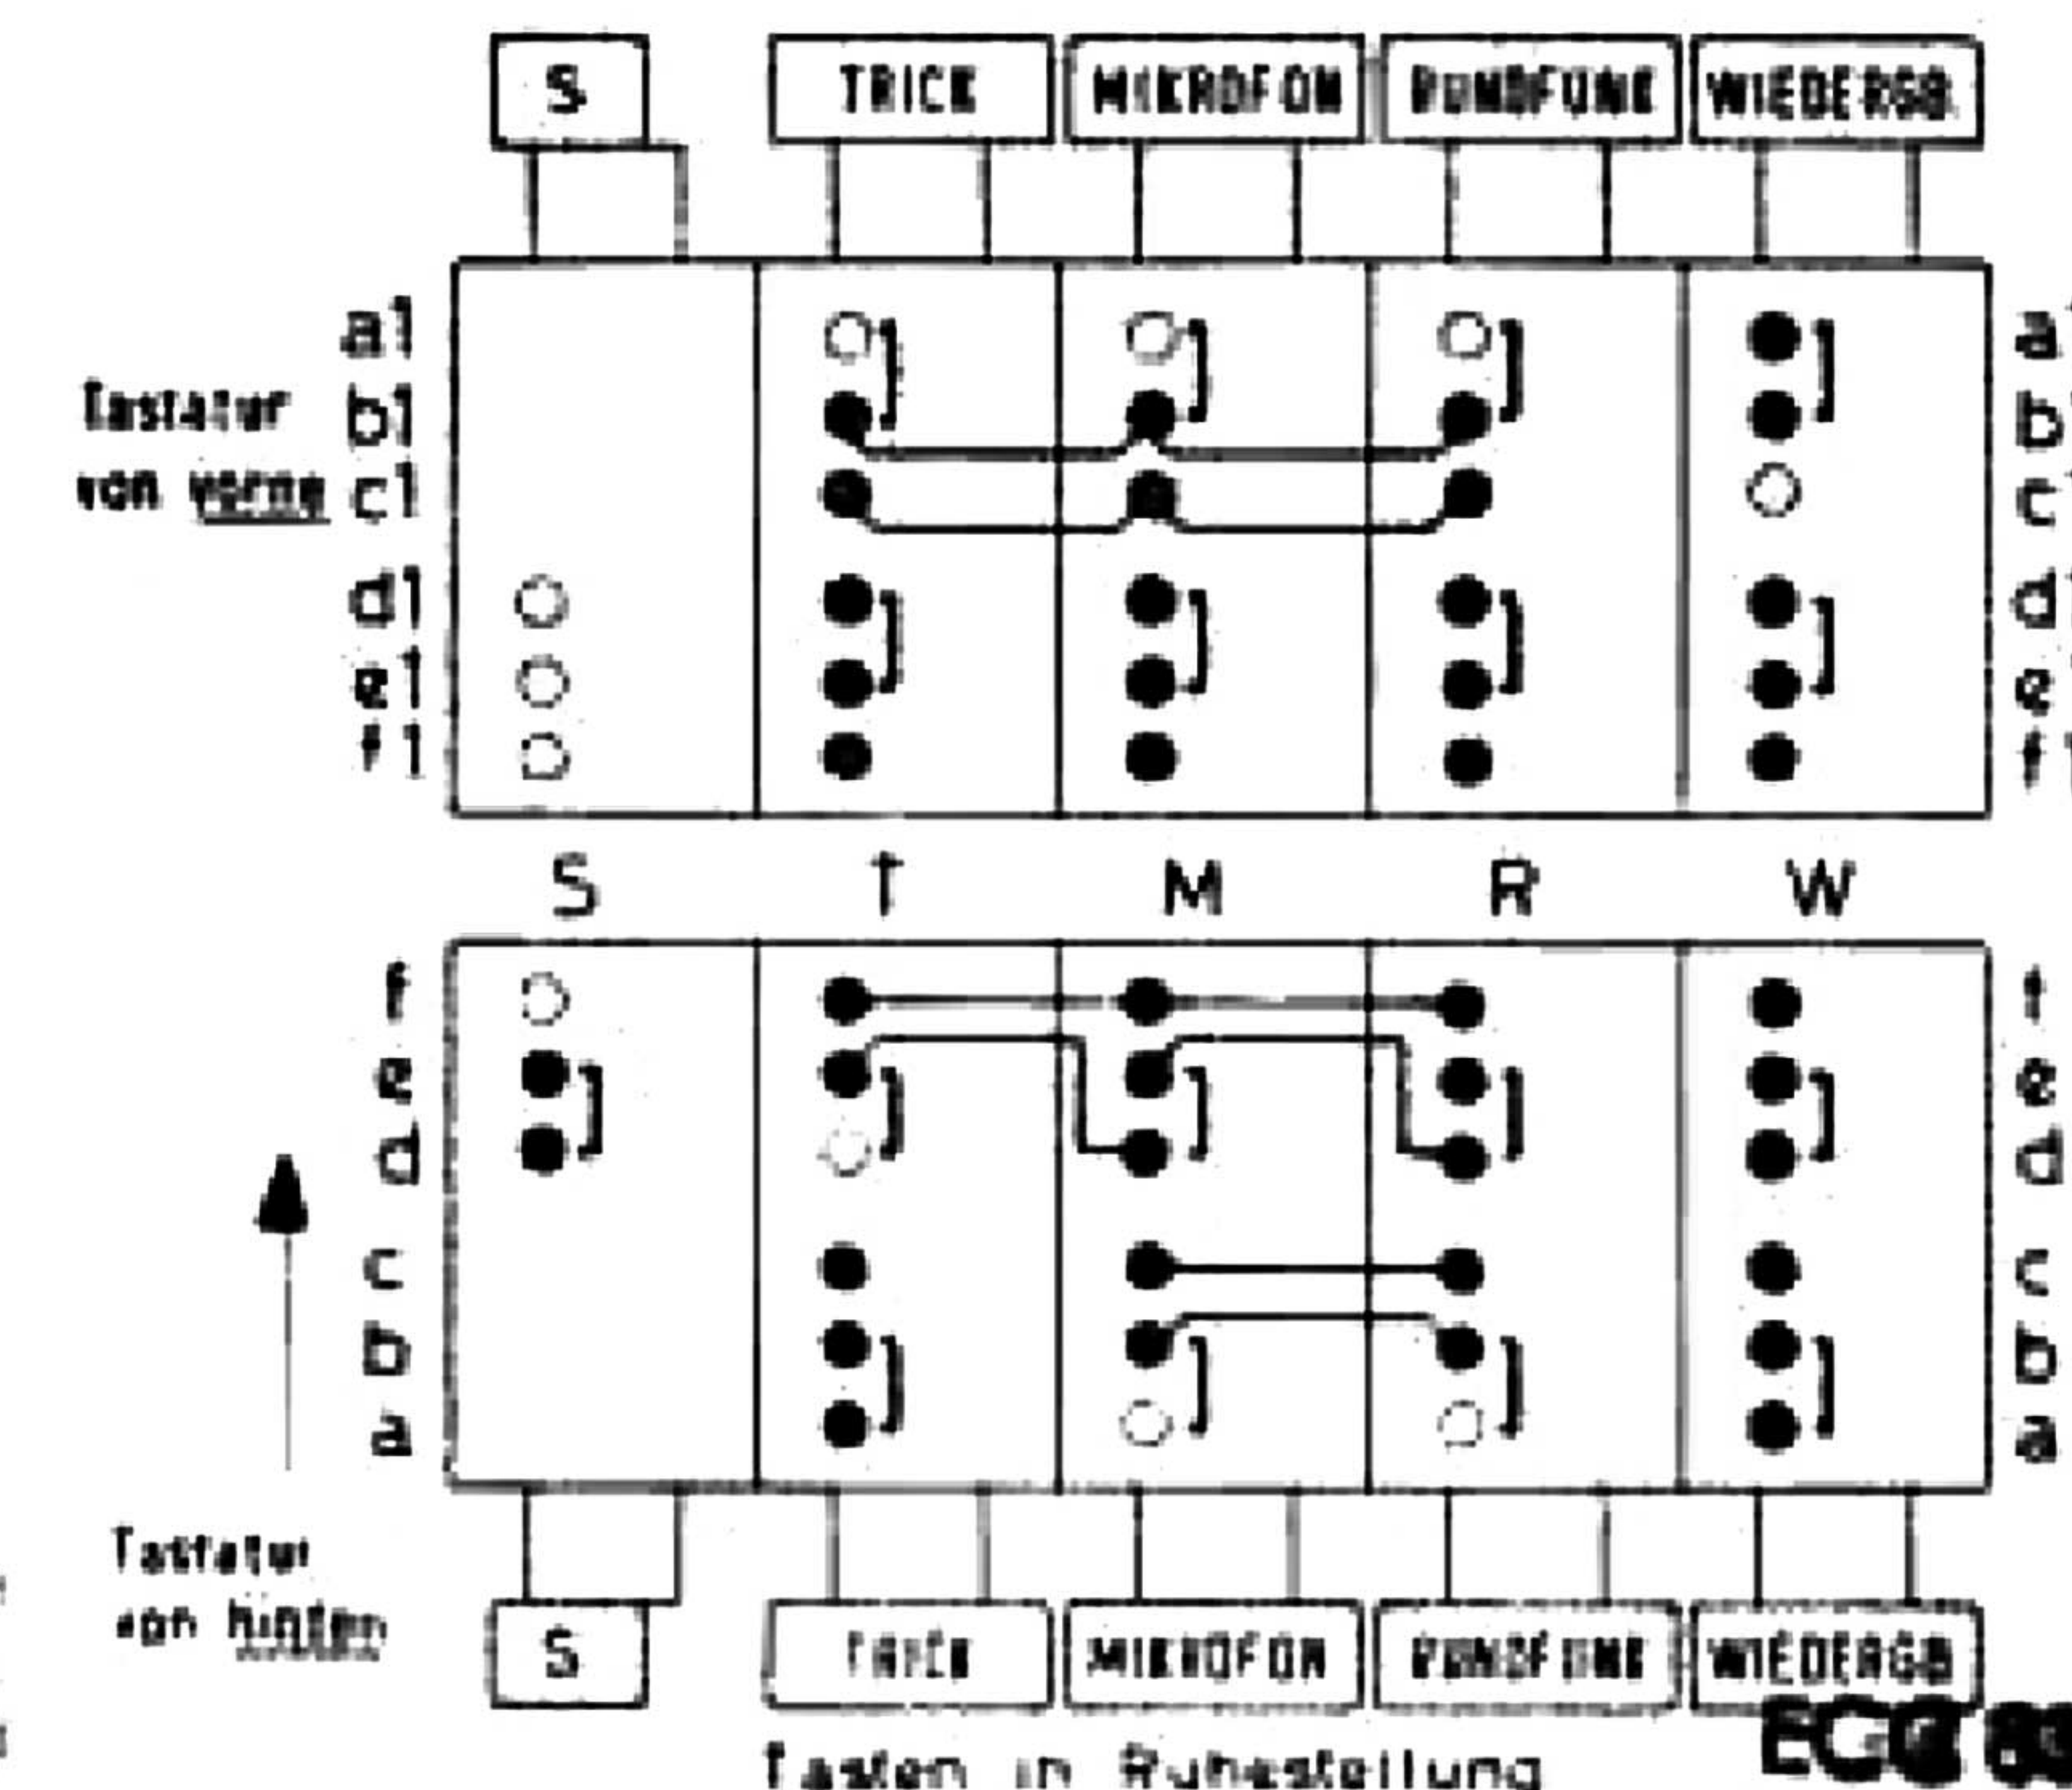 S TRICK MIKROFON RUNDFUNK WIEDERGB.
a1 a
Tastatur b1 b
von vorne c1 c
d1 d
e1 e
f1 f
S T M R W
f f
e e
d d
c c
b b
a a
Tastatur
von hinten
S TRICK MIKROFON RUNDFUNK WIEDERGB
Tasten in Ruhestellung